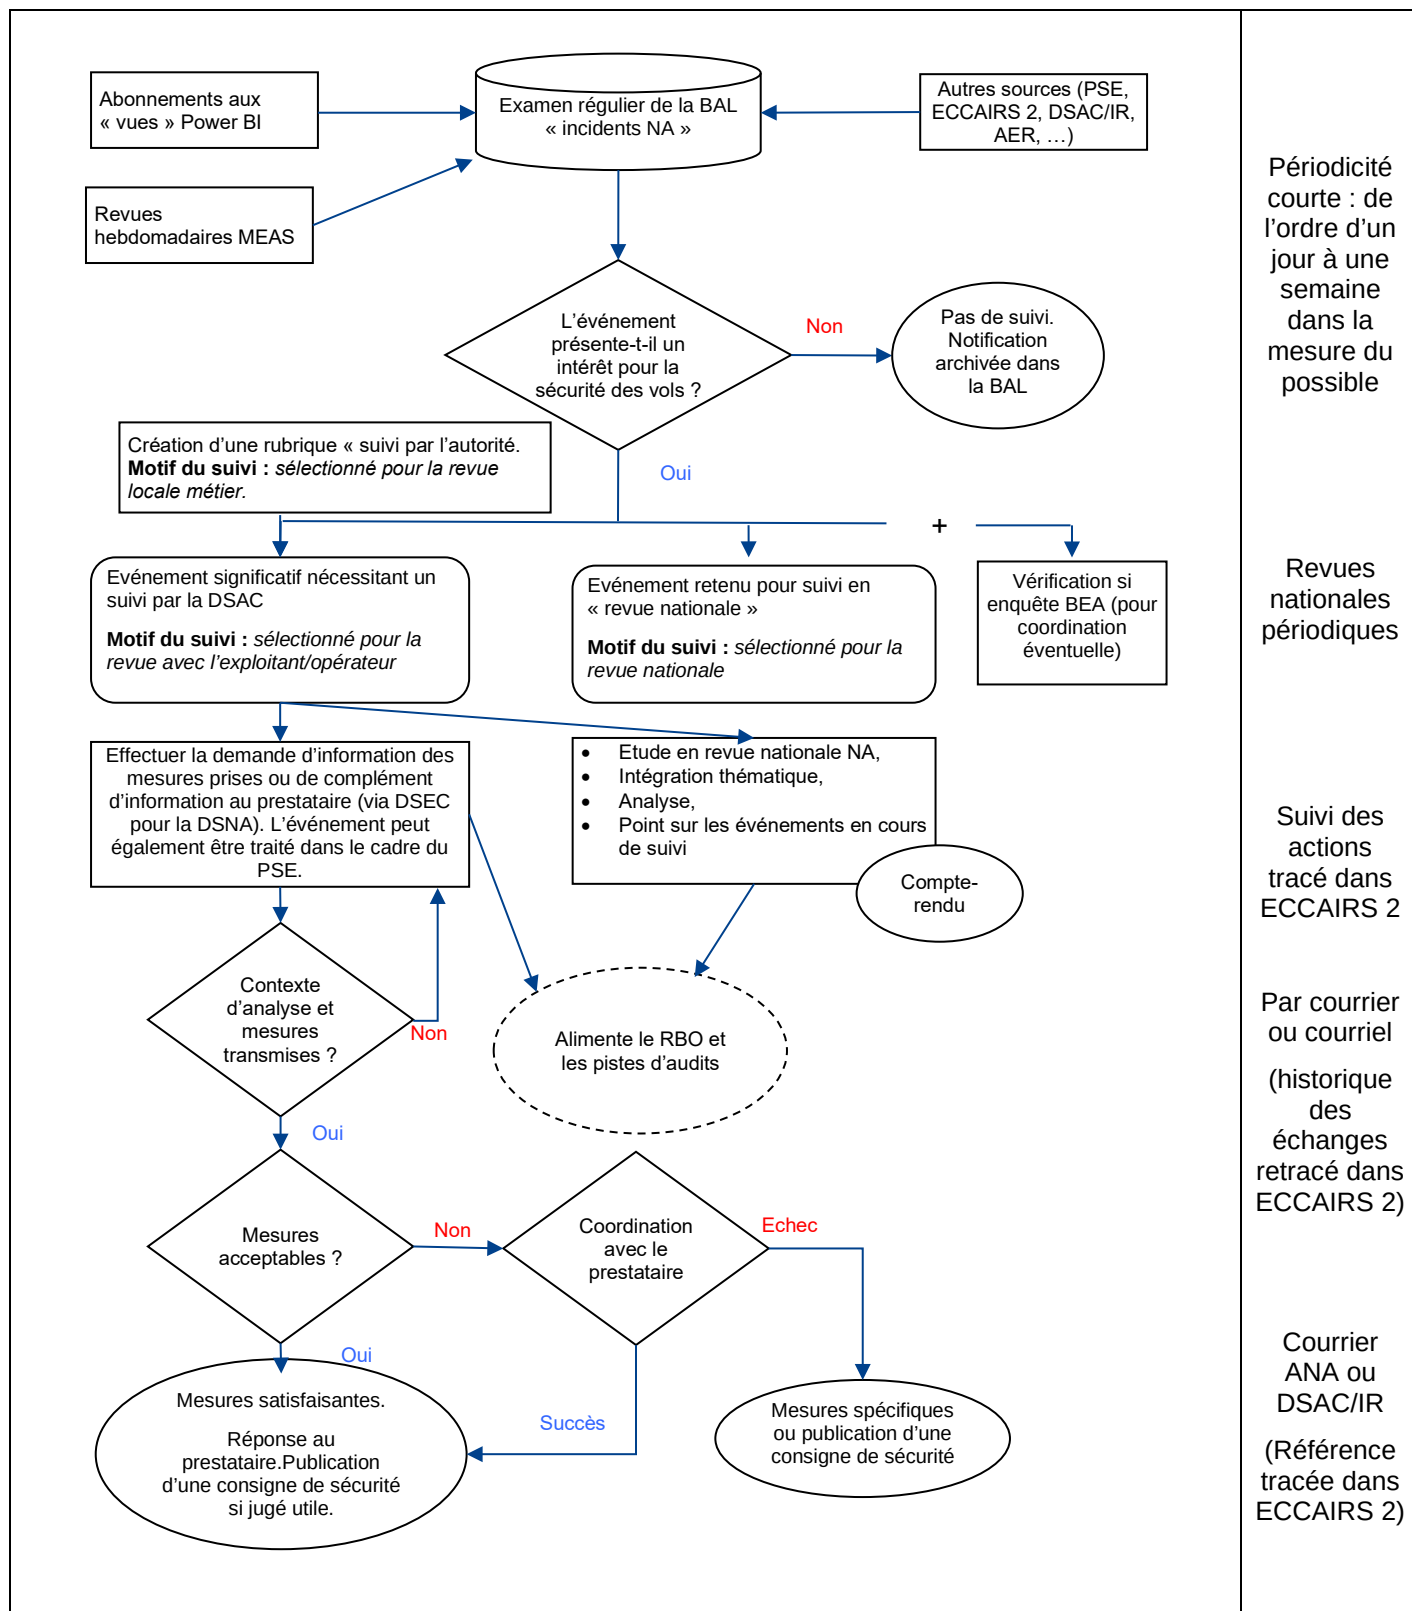 Abonnements aux
« vues » Power BI
Examen régulier de la BAL
« incidents NA »
Autres sources (PSE,
ECCAIRS 2, DSAC/IR,
AER, …)
Revues
hebdomadaires MEAS
Périodicité
courte : de
l’ordre d’un
jour à une
semaine
dans la
mesure du
possible
L’événement
présente-t-il un
intérêt pour la
sécurité des vols ?
Non
Pas de suivi.
Notification
archivée dans
la BAL
Création d’une rubrique « suivi par l’autorité.
Motif du suivi : sélectionné pour la revue
locale métier.
Oui
+
Evénement significatif nécessitant un
suivi par la DSAC
Motif du suivi : sélectionné pour la
revue avec l’exploitant/opérateur
Evénement retenu pour suivi en
« revue nationale »
Motif du suivi : sélectionné pour la
revue nationale
Vérification si
enquête BEA (pour
coordination
éventuelle)
Revues
nationales
périodiques
Effectuer la demande d’information des
mesures prises ou de complément
d’information au prestataire (via DSEC
pour la DSNA). L’événement peut
également être traité dans le cadre du
PSE.
• Etude en revue nationale NA,
• Intégration thématique,
• Analyse,
• Point sur les événements en cours
de suivi
Compte-
rendu
Suivi des
actions
tracé dans
ECCAIRS 2
Contexte
d’analyse et
mesures
transmises ?
Non
Alimente le RBO et
les pistes d’audits
Par courrier
ou courriel
(historique
des
échanges
retracé dans
ECCAIRS 2)
Oui
Mesures
acceptables ?
Non
Coordination
avec le
prestataire
Echec
Oui
Mesures satisfaisantes.
Réponse au
prestataire.Publication
d’une consigne de sécurité
si jugé utile.
Succès
Mesures spécifiques
ou publication d’une
consigne de sécurité
Courrier
ANA ou
DSAC/IR
(Référence
tracée dans
ECCAIRS 2)